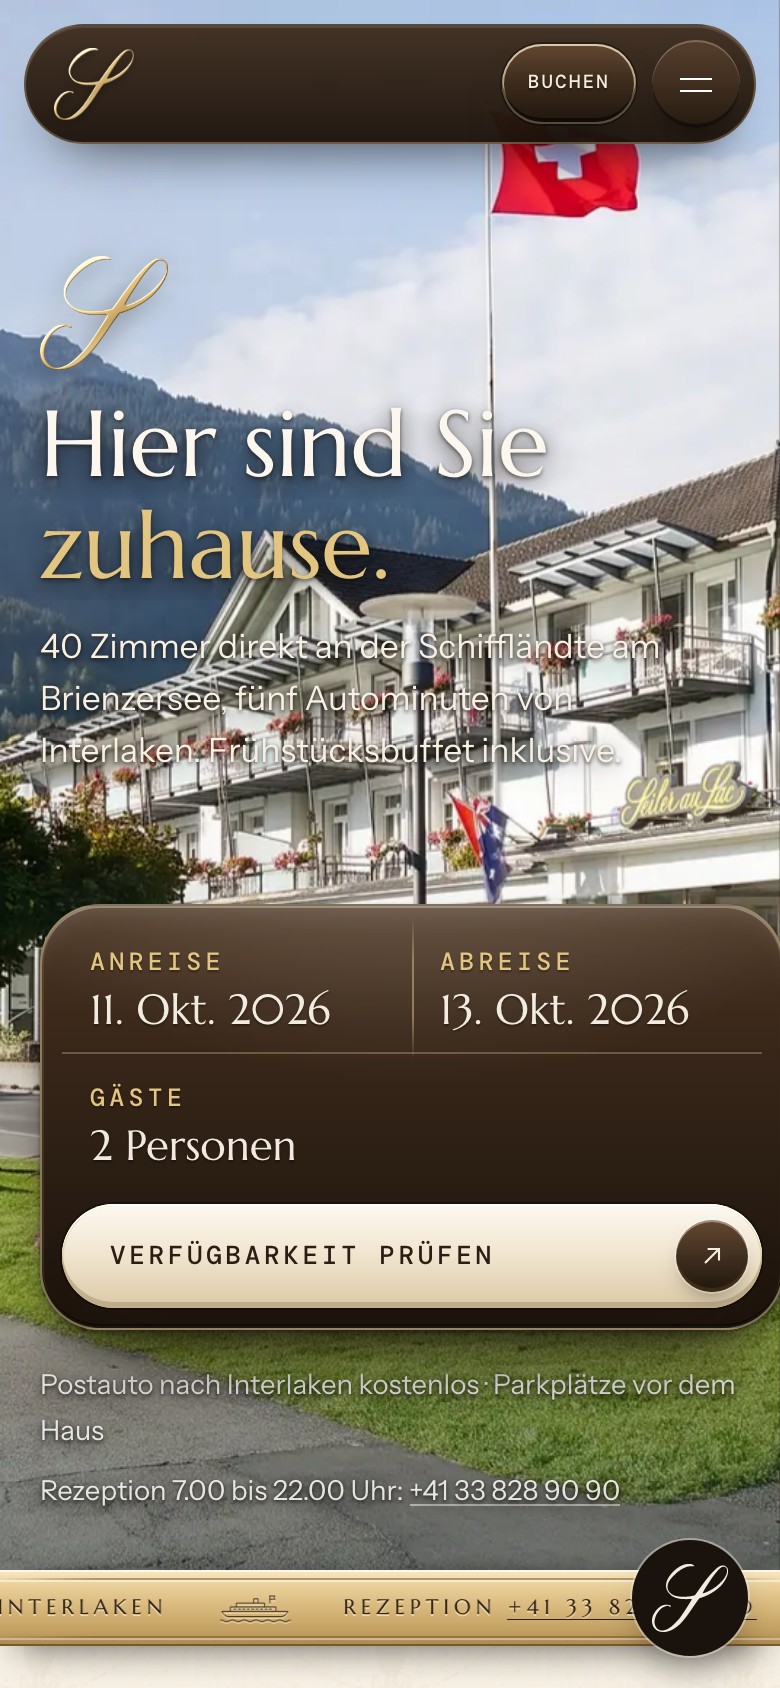 S
BUCHEN
S
Hier sind Sie
zuhause.
40 Zimmer direkt an der Schiffländte am
Brienzersee, fünf Autominuten von
Interlaken. Frühstücksbuffet inklusive.
Seiler au Lac
ANREISE
ABREISE
11. Okt. 2026
13. Okt. 2026
GÄSTE
2 Personen
VERFÜGBARKEIT PRÜFEN
Postauto nach Interlaken kostenlos · Parkplätze vor dem
Haus
Rezeption 7.00 bis 22.00 Uhr: +41 33 828 90 90
INTERLAKEN
REZEPTION +41 33 82
S